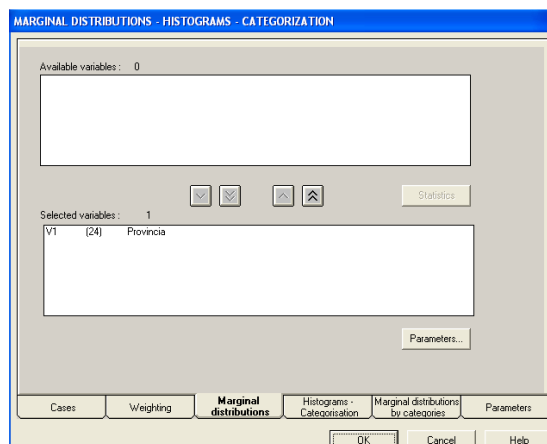 MARGINAL DISTRIBUTIONS - HISTOGRAMS - CATEGORIZATION
Available variables : 0
Statistics
Selected variables : 1
V1 (24) Provincia
Parameters...
Cases
Weighting
Marginal
distributions
Histograms -
Categorisation
Marginal distributions
by categories
Parameters
OK
Cancel
Help